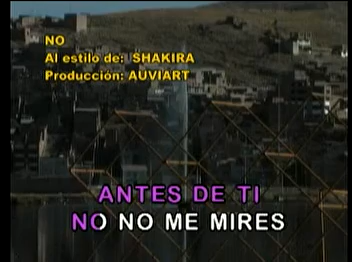 NO
Al estilo de: SHAKIRA
Producción: AUVIART
ANTES DE TI
NO NO ME MIRES